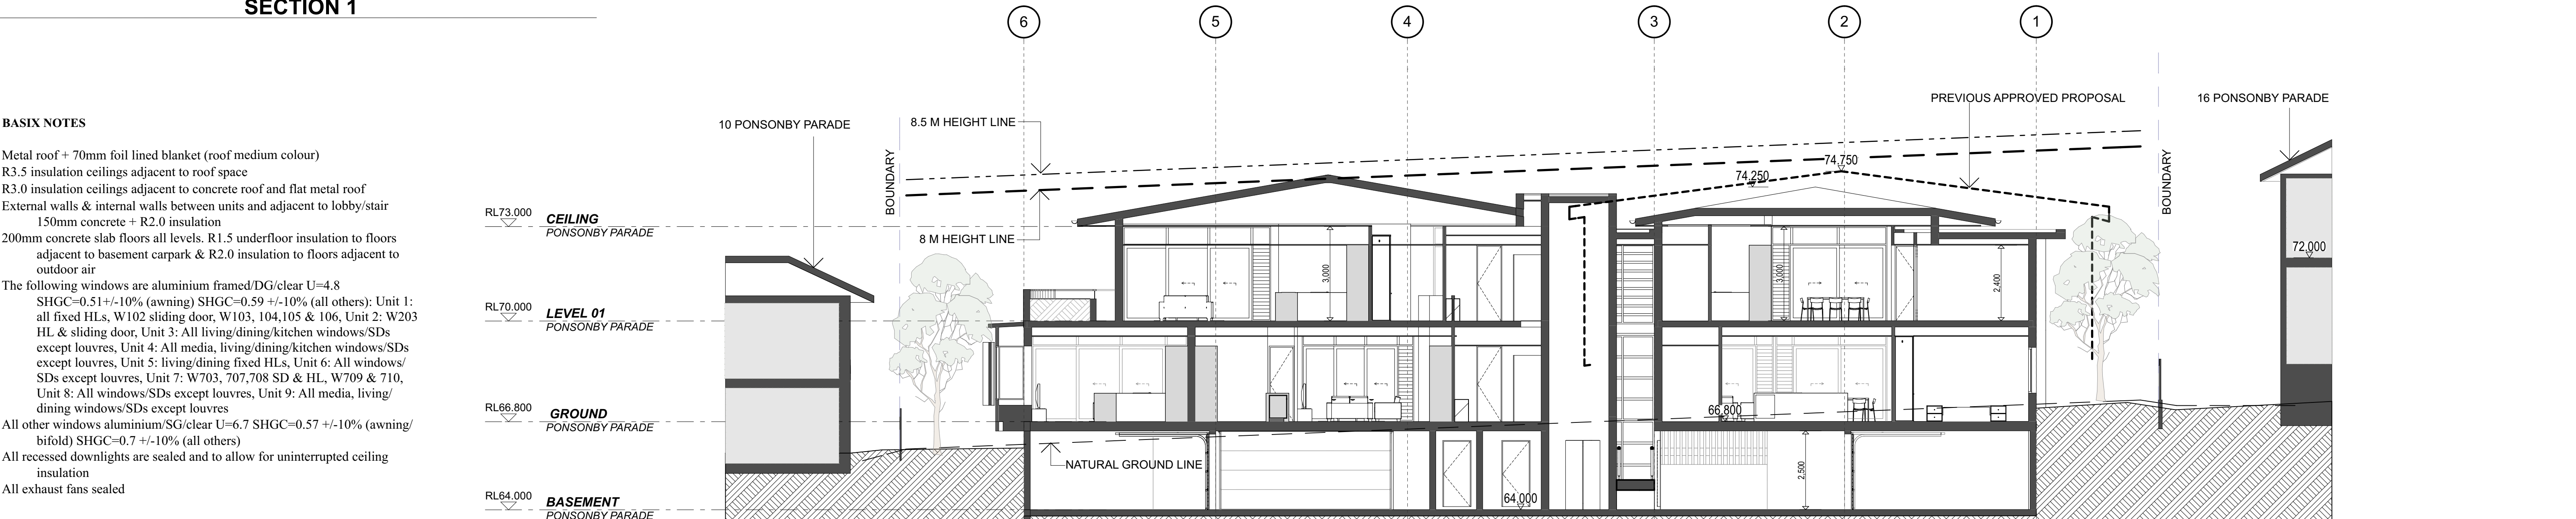 SECTION 1
6
5
4
3
2
1
BASIX NOTES
Metal roof + 70mm foil lined blanket (roof medium colour)
R3.5 insulation ceilings adjacent to roof space
R3.0 insulation ceilings adjacent to concrete roof and flat metal roof
External walls & internal walls between units and adjacent to lobby/stair
150mm concrete + R2.0 insulation
200mm concrete slab floors all levels. R1.5 underfloor insulation to floors
adjacent to basement carpark & R2.0 insulation to floors adjacent to
outdoor air
The following windows are aluminium framed/DG/clear U=4.8
SHGC=0.51+/-10% (awning) SHGC=0.59 +/-10% (all others): Unit 1:
all fixed HLs, W102 sliding door, W103, 104,105 & 106, Unit 2: W203
HL & sliding door, Unit 3: All living/dining/kitchen windows/SDs
except louvres, Unit 4: All media, living/dining/kitchen windows/SDs
except louvres, Unit 5: living/dining fixed HLs, Unit 6: All windows/
SDs except louvres, Unit 7: W703, 707,708 SD & HL, W709 & 710,
Unit 8: All windows/SDs except louvres, Unit 9: All media, living/
dining windows/SDs except louvres
All other windows aluminium/SG/clear U=6.7 SHGC=0.57 +/-10% (awning/
bifold) SHGC=0.7 +/-10% (all others)
All recessed downlights are sealed and to allow for uninterrupted ceiling
insulation
All exhaust fans sealed
RL73.000
CEILING
PONSONBY PARADE
RL70.000
LEVEL 01
PONSONBY PARADE
RL66.800
GROUND
PONSONBY PARADE
RL64.000
BASEMENT
PONSONBY PARADE
10 PONSONBY PARADE
BOUNDARY
8.5 M HEIGHT LINE
8 M HEIGHT LINE
NATURAL GROUND LINE
3,000
64,000
74,250
74,750
3,000
2,400
66,800
2,500
PREVIOUS APPROVED PROPOSAL
BOUNDARY
16 PONSONBY PARADE
72,000